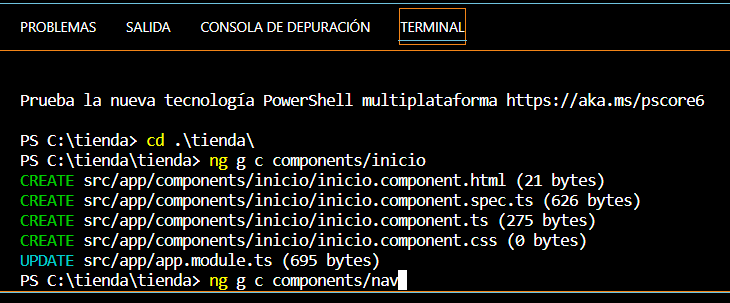 PROBLEMAS SALIDA CONSOLA DE DEPURACIÓN TERMINAL
Prueba la nueva tecnología PowerShell multiplataforma https://aka.ms/pscore6
PS C:\tienda> cd .\tienda\
PS C:\tienda\tienda> ng g c components/inicio
CREATE src/app/components/inicio/inicio.component.html (21 bytes)
CREATE src/app/components/inicio/inicio.component.spec.ts (626 bytes)
CREATE src/app/components/inicio/inicio.component.ts (275 bytes)
CREATE src/app/components/inicio/inicio.component.css (0 bytes)
UPDATE src/app/app.module.ts (695 bytes)
PS C:\tienda\tienda> ng g c components/nav